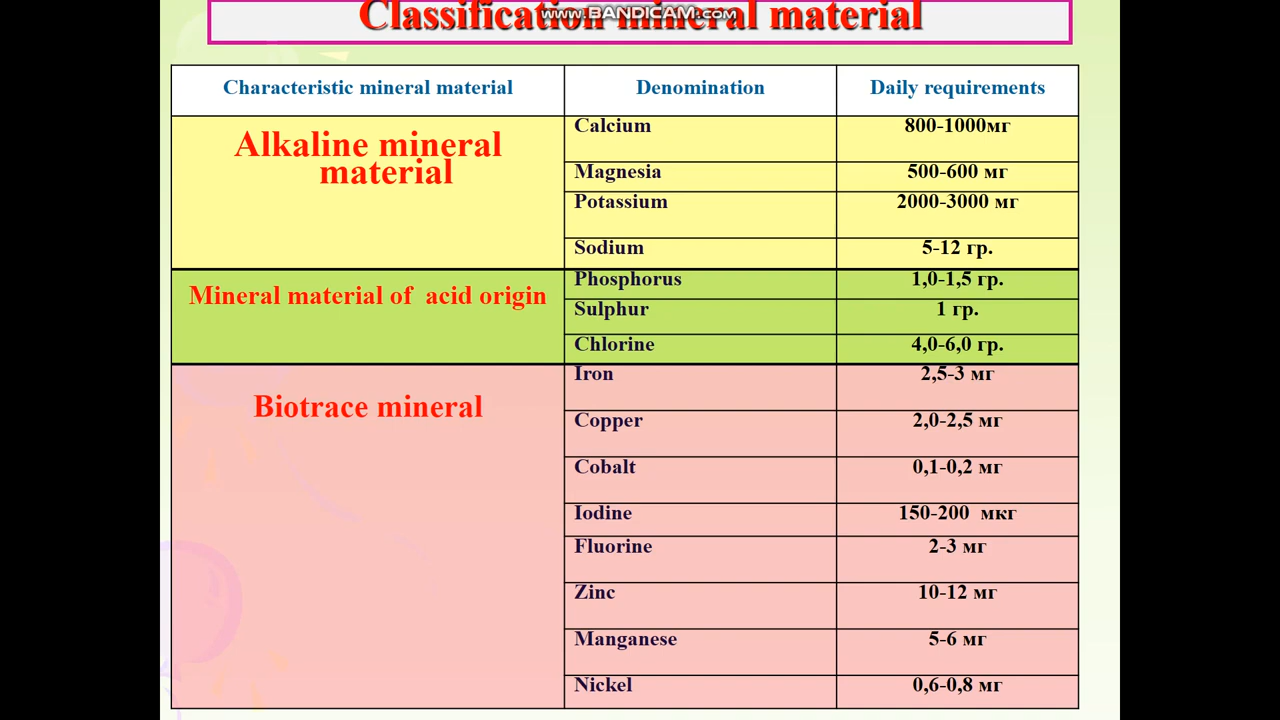 Classification mineral material
www.BANDICAM.com
Characteristic mineral material Denomination Daily requirements
Alkaline mineral
material
Calcium 800-1000мг
Magnesia 500-600 мг
Potassium 2000-3000 мг
Sodium 5-12 гр.
Mineral material of acid origin
Phosphorus 1,0-1,5 гр.
Sulphur 1 гр.
Chlorine 4,0-6,0 гр.
Biotrace mineral
Iron 2,5-3 мг
Copper 2,0-2,5 мг
Cobalt 0,1-0,2 мг
Iodine 150-200 мкг
Fluorine 2-3 мг
Zinc 10-12 мг
Manganese 5-6 мг
Nickel 0,6-0,8 мг